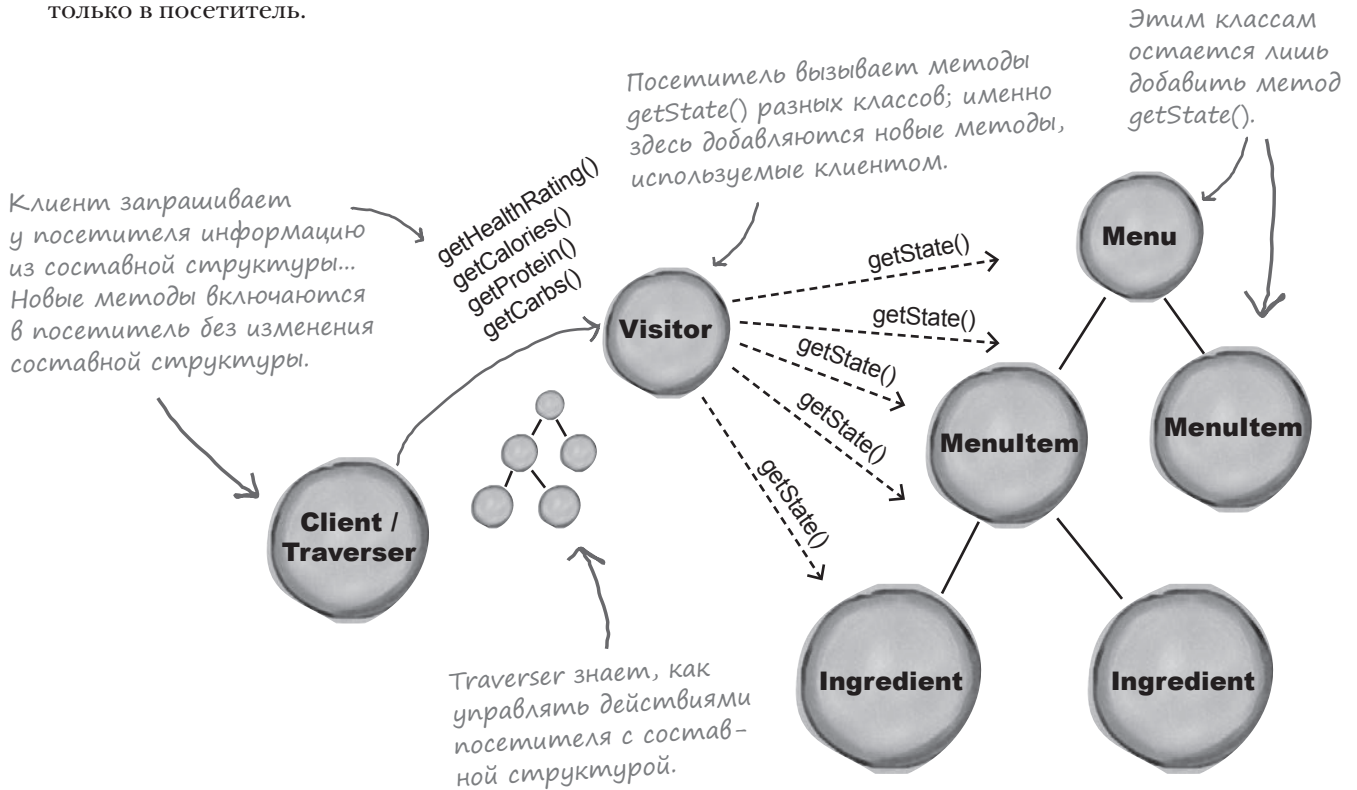 только в посетитель.
Этим классам
остается лишь
добавить метод
getState().
Посетитель вызывает методы
getState() разных классов; именно
здесь добавляются новые методы,
используемые клиентом.
Клиент запрашивает
у посетителя информацию
из составной структуры...
Новые методы включаются
в посетитель без изменения
составной структуры.
getHealthRating()
getCalories()
getProtein()
getCarbs()
Menu
getState()
Visitor
getState()
getState()
getState()
getState()
MenuItem
MenuItem
Client /
Traverser
Ingredient
Ingredient
Traverser знает, как
управлять действиями
посетителя с состав-
ной структурой.